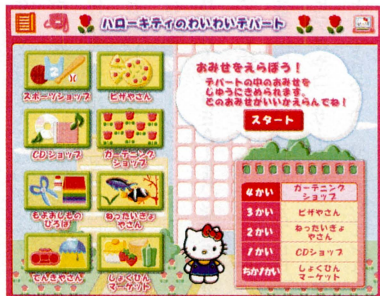 ハローキティのわいわいデパート
スポーツショップ
ピザやさん
CDショップ
ガーデニング
ショップ
もよおしもの
ひろば
ねったいぎょ
やさん
でんきやさん
しょくひん
マーケット
おみせをえらぼう！
デパートの中のおみせを
じゆうにきめられます。
どのおみせがいいかえらんでね！
スタート
4かい
ガーデニング
ショップ
3かい
ピザやさん
2かい
ねったいぎょ
やさん
1かい
CDショップ
ちか1かい
しょくひん
マーケット